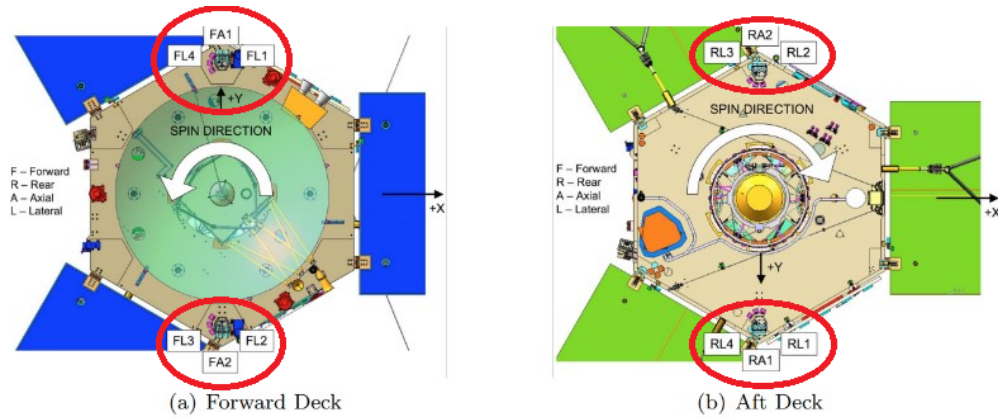 FA1
FL4 FL1
+Y
SPIN DIRECTION
F – Forward
R – Rear
A – Axial
L – Lateral
+X
FL3 FL2
FA2
(a) Forward Deck
RA2
RL3 RL2
SPIN DIRECTION
F – Forward
R – Rear
A – Axial
L – Lateral
+X
+Y
RL4 RL1
RA1
(b) Aft Deck